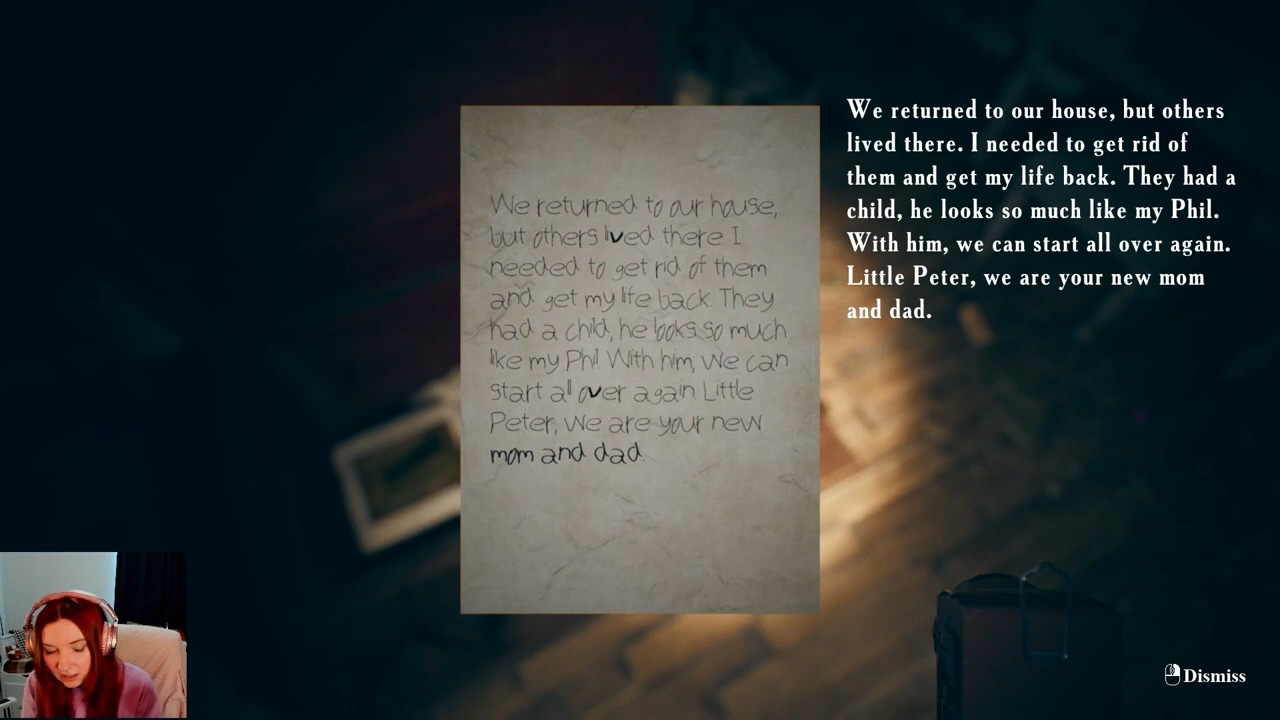 We returned to our house,
but others lived there. I
needed to get rid of them
and get my life back. They
had a child, he looks so much
like my Phil. With him, we can
start all over again. Little
Peter, we are your new
mom and dad.
We returned to our house, but others
lived there. I needed to get rid of
them and get my life back. They had a
child, he looks so much like my Phil.
With him, we can start all over again.
Little Peter, we are your new mom
and dad.
Dismiss